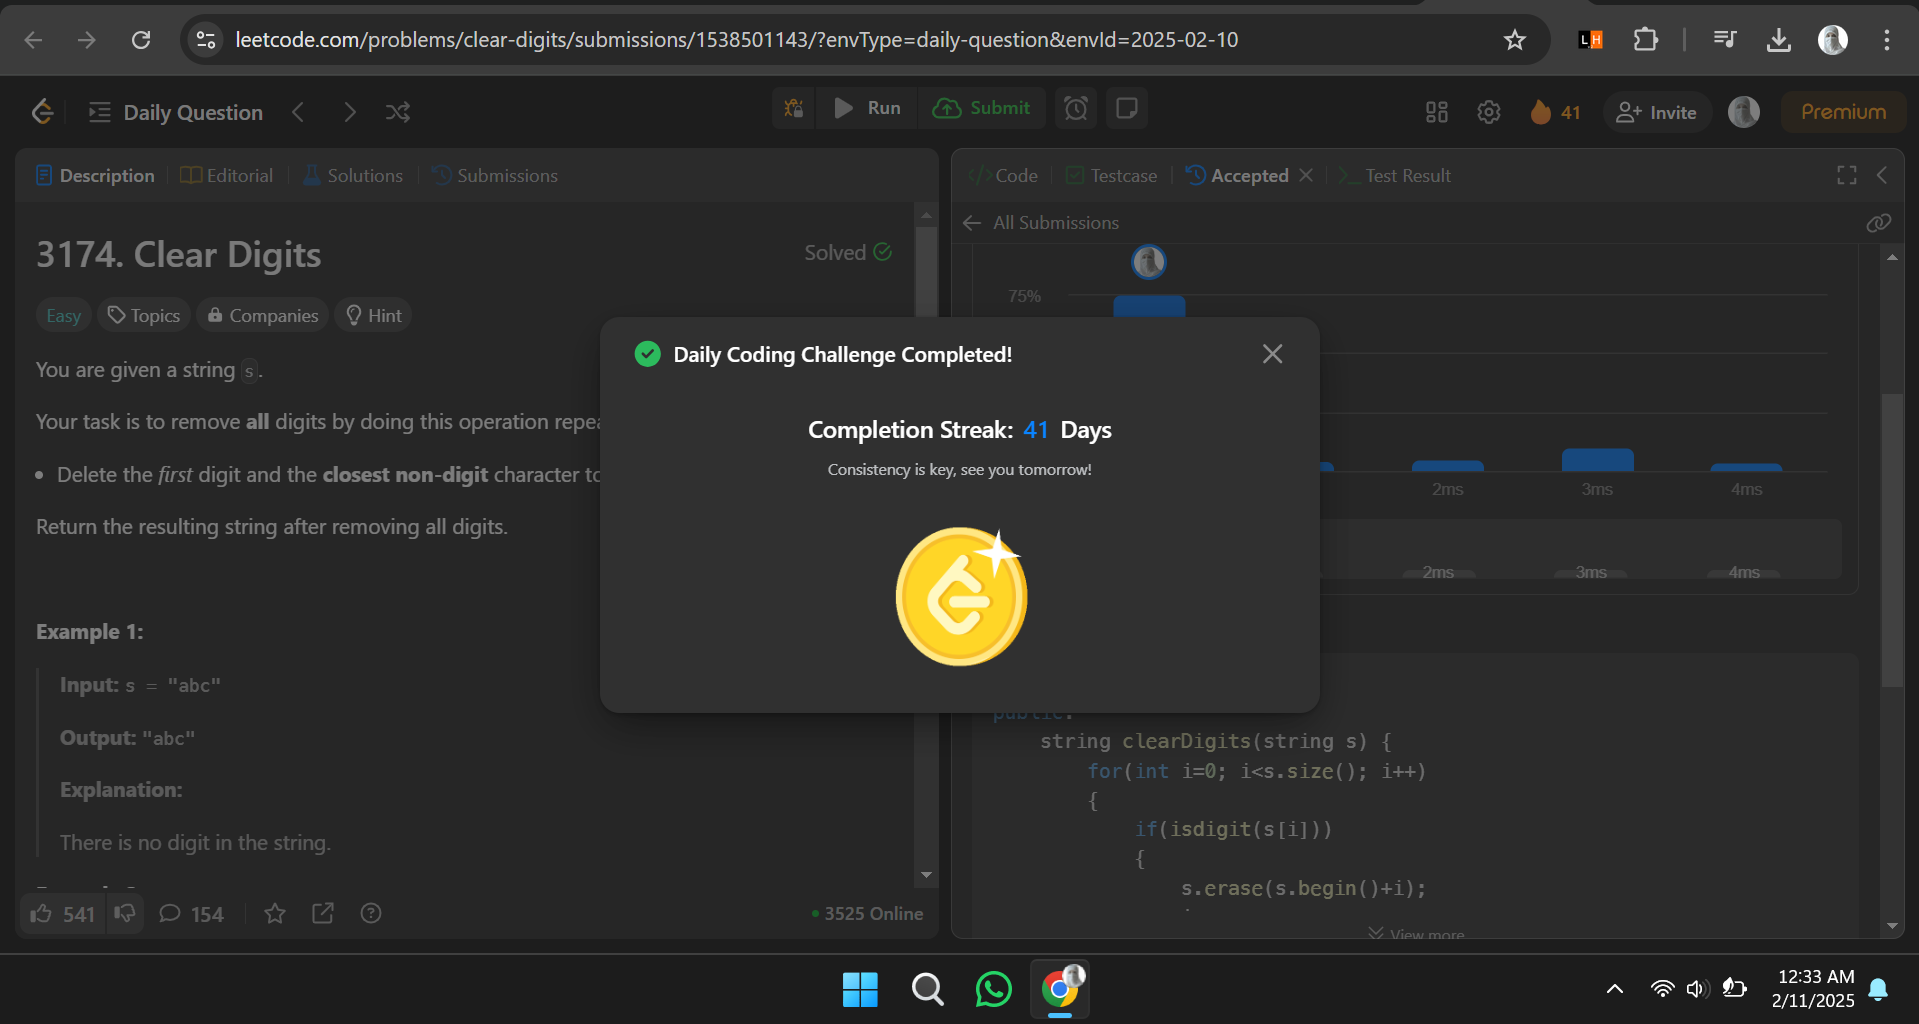 leetcode.com/problems/clear-digits/submissions/1538501143/?envType=daily-question&envId=2025-02-10
LH
Daily Question
Run
Submit
41
Invite
Premium
Description
Editorial
Solutions
Submissions
3174. Clear Digits
Solved
Easy
Topics
Companies
Hint
You are given a string s.
Your task is to remove all digits by doing this operation
Delete the first digit and the closest non-digit character
Return the resulting string after removing all digits.
Example 1:
Input: s = "abc"
Output: "abc"
Explanation:
There is no digit in the string.
541
154
3525 Online
Code
Testcase
Accepted
Test Result
All Submissions
75%
2ms
3ms
4ms
2ms
3ms
4ms
public:
string clearDigits(string s) {
for(int i=0; i<s.size(); i++)
{
if(isdigit(s[i]))
{
s.erase(s.begin()+i);
View more
Daily Coding Challenge Completed!
Completion Streak: 41 Days
Consistency is key, see you tomorrow!
12:33 AM
2/11/2025